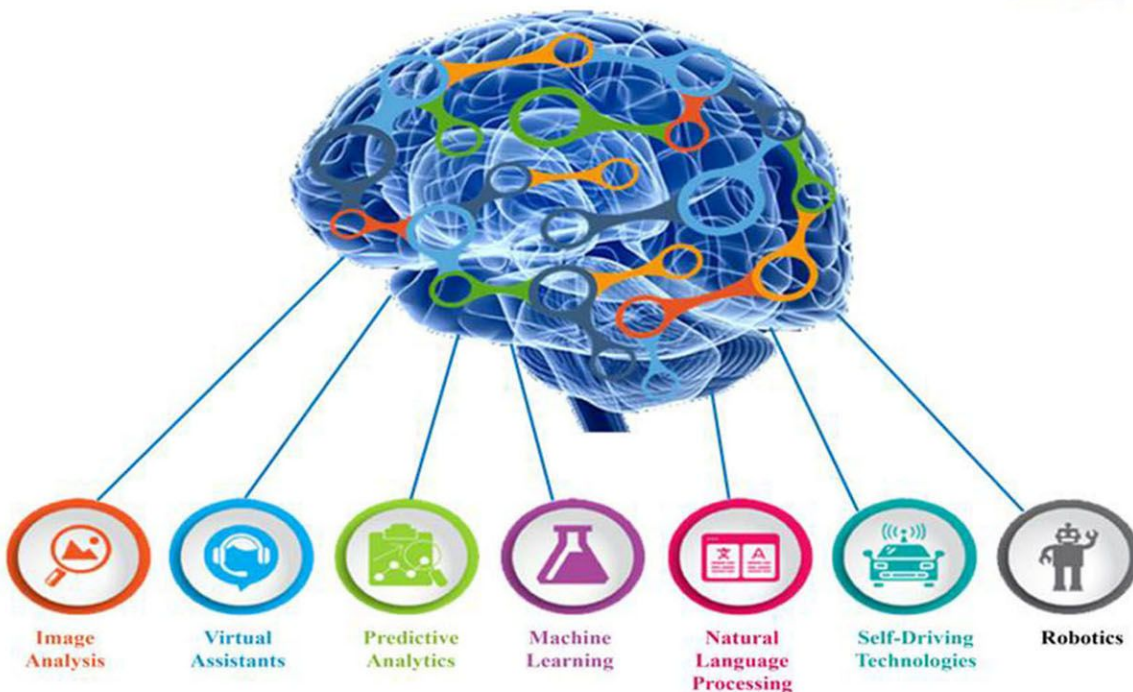 Image
Analysis
Virtual
Assistants
Predictive
Analytics
Machine
Learning
Natural
Language
Processing
Self-Driving
Technologies
Robotics